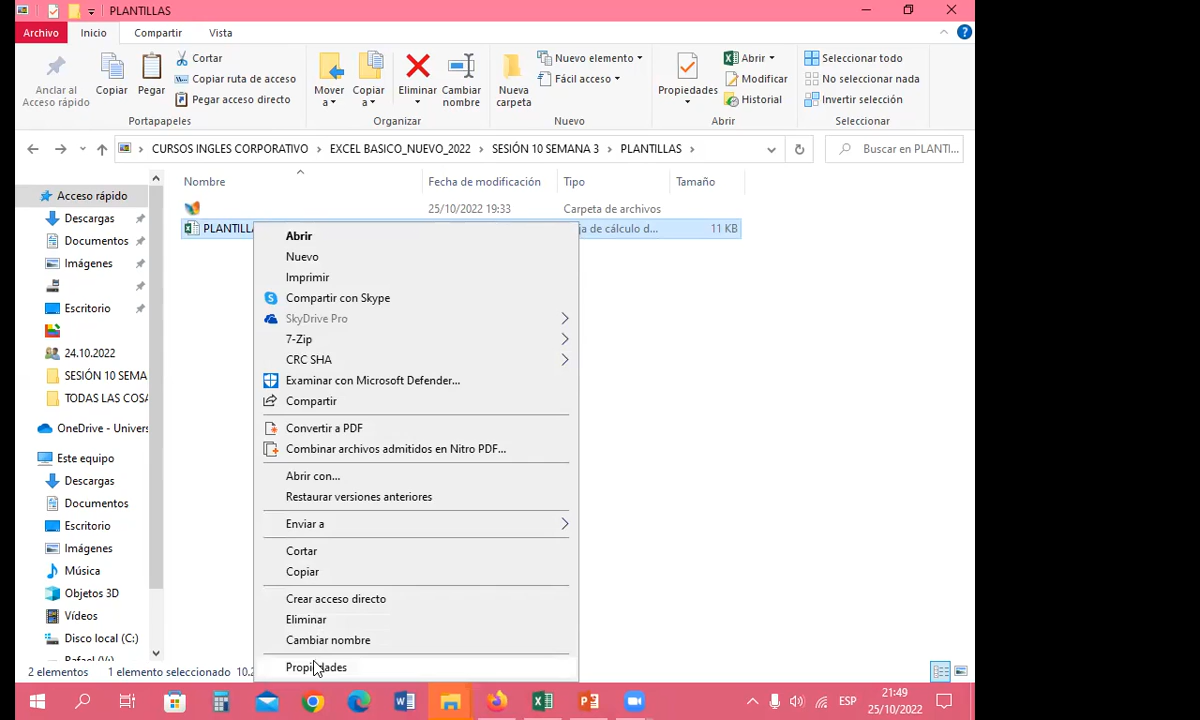 PLANTILLAS
Archivo Inicio Compartir Vista
Anclar al Acceso rápido
Copiar
Pegar
Cortar
Copiar ruta de acceso
Pegar acceso directo
Portapapeles
Mover a
Copiar a
Eliminar
Cambiar nombre
Organizar
Nueva carpeta
Nuevo elemento
Fácil acceso
Nuevo
Propiedades
Abrir
Modificar
Historial
Abrir
Seleccionar todo
No seleccionar nada
Invertir selección
Seleccionar
CURSOS INGLES CORPORATIVO > EXCEL BASICO_NUEVO_2022 > SESIÓN 10 SEMANA 3 > PLANTILLAS >
Buscar en PLANTI...
Nombre Fecha de modificación Tipo Tamaño
25/10/2022 19:33 Carpeta de archivos
PLANTILLA ja de cálculo d... 11 KB
Acceso rápido
Descargas
Documentos
Imágenes
Escritorio
24.10.2022
SESIÓN 10 SEMA
TODAS LAS COSA
OneDrive - Univers
Este equipo
Descargas
Documentos
Escritorio
Imágenes
Música
Objetos 3D
Vídeos
Disco local (C:)
Rafael (V:)
Abrir
Nuevo
Imprimir
Compartir con Skype
SkyDrive Pro
7-Zip
CRC SHA
Examinar con Microsoft Defender...
Compartir
Convertir a PDF
Combinar archivos admitidos en Nitro PDF...
Abrir con...
Restaurar versiones anteriores
Enviar a
Cortar
Copiar
Crear acceso directo
Eliminar
Cambiar nombre
Propiedades
2 elementos 1 elemento seleccionado 10.2
ESP
21:49
25/10/2022